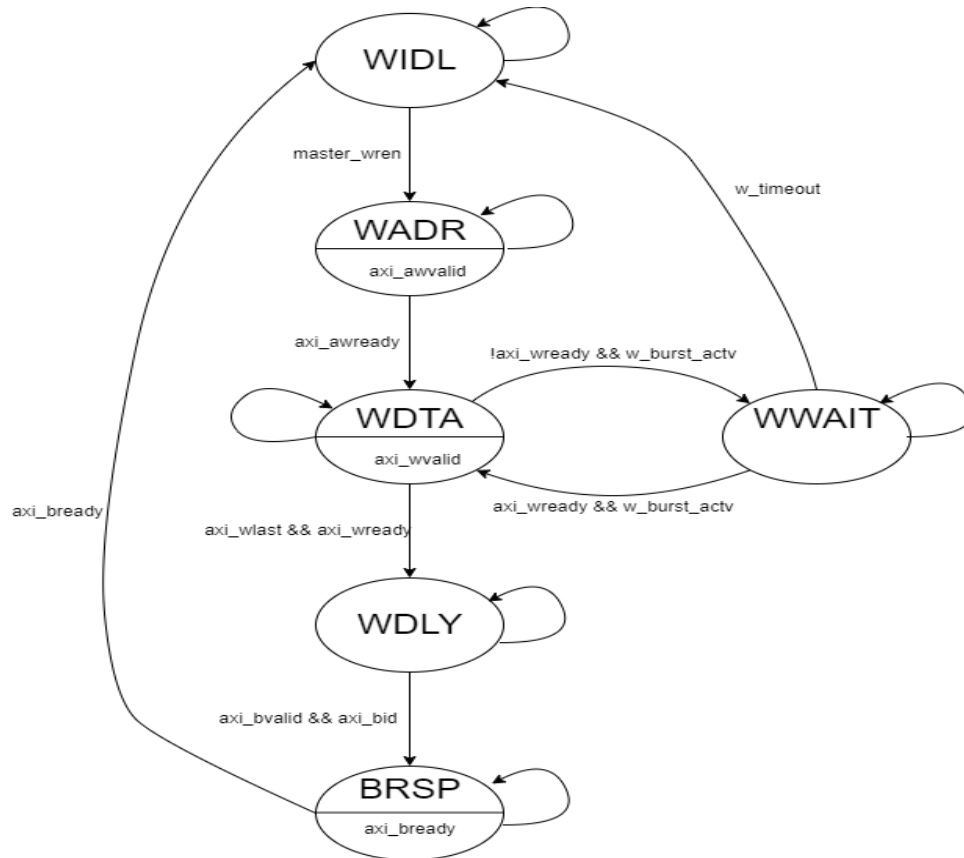 WIDL
master_wren
w_timeout
WADR
axi_awvalid
axi_awready
!axi_wready && w_burst_actv
WDTA
WWAIT
axi_wvalid
axi_bready
axi_wready && w_burst_actv
axi_wlast && axi_wready
WDLY
axi_bvalid && axi_bid
BRSP
axi_bready